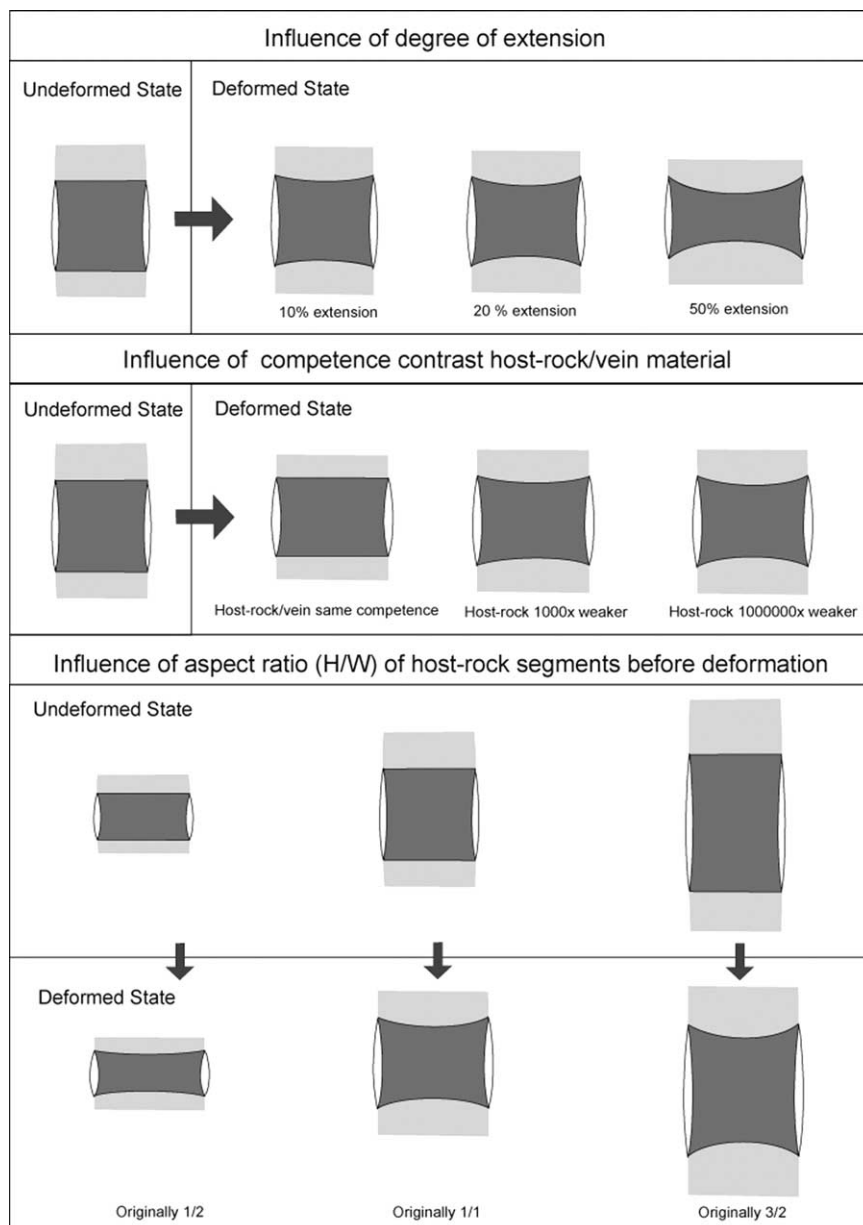 Influence of degree of extension
Undeformed State
Deformed State
10% extension
20 % extension
50% extension
Influence of competence contrast host-rock/vein material
Undeformed State
Deformed State
Host-rock/vein same competence
Host-rock 1000x weaker
Host-rock 1000000x weaker
Influence of aspect ratio (H/W) of host-rock segments before deformation
Undeformed State
Deformed State
Originally 1/2
Originally 1/1
Originally 3/2